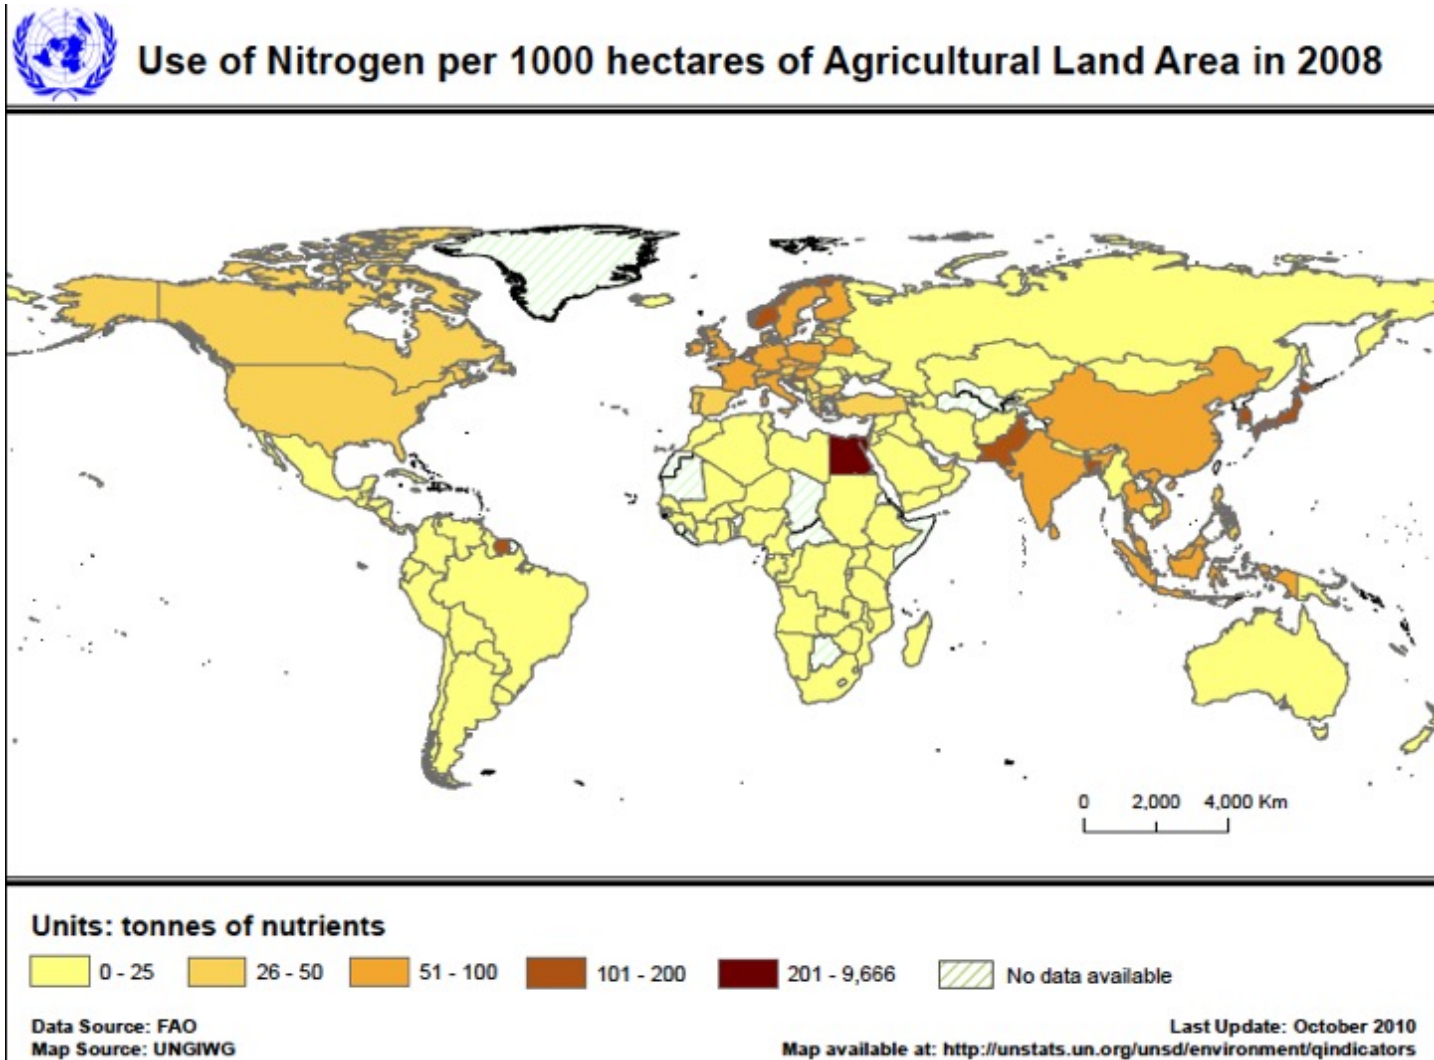 Use of Nitrogen per 1000 hectares of Agricultural Land Area in 2008
0 2,000 4,000 Km
Units: tonnes of nutrients
0 - 25 26 - 50 51 - 100 101 - 200 201 - 9,666 No data available
Data Source: FAO Last Update: October 2010
Map Source: UNGIWG Map available at: http://unstats.un.org/unsd/environment/qindicators